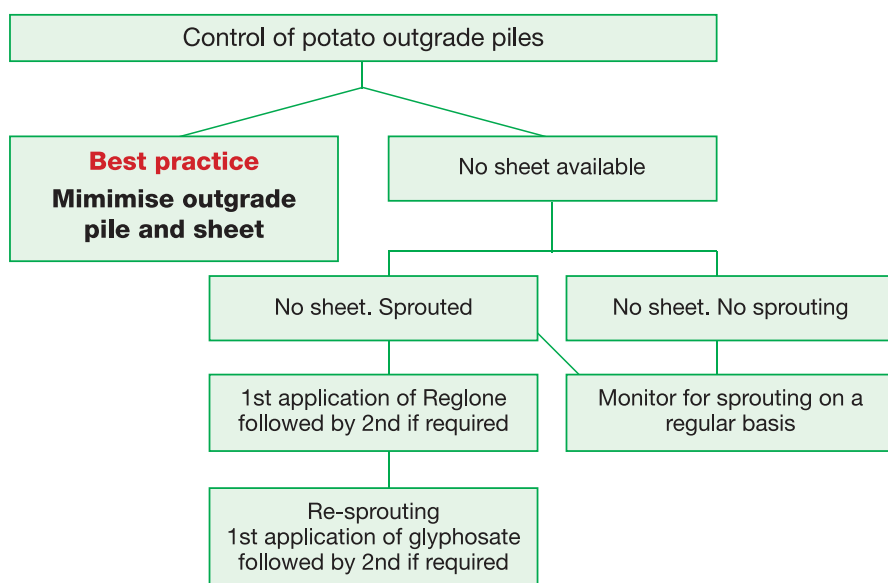 Control of potato outgrade piles
Best practice
Mimimise outgrade
pile and sheet
No sheet available
No sheet. Sprouted
No sheet. No sprouting
1st application of Reglone
followed by 2nd if required
Monitor for sprouting on a
regular basis
Re-sprouting
1st application of glyphosate
followed by 2nd if required